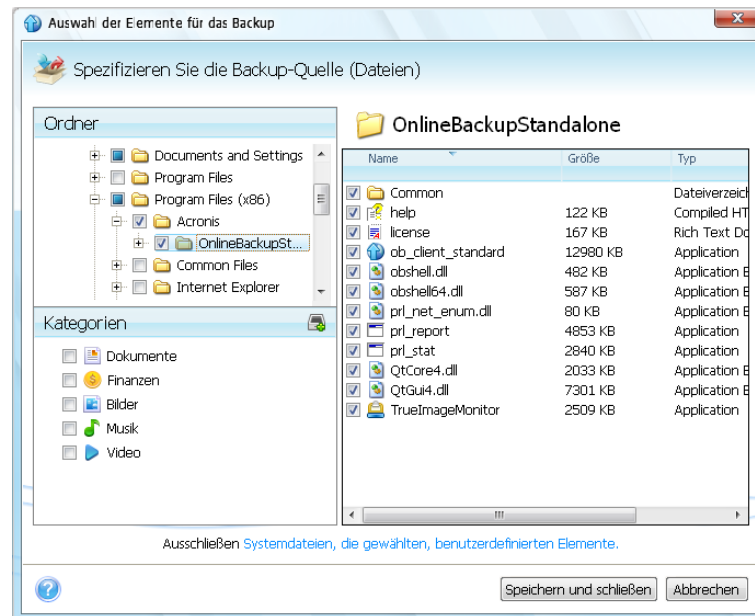 Auswahl der Elemente für das Backup
Spezifizieren Sie die Backup-Quelle (Dateien)
Ordner
Documents and Settings
Program Files
Program Files (x86)
Acronis
OnlineBackupSt...
Common Files
Internet Explorer
Kategorien
Dokumente
Finanzen
Bilder
Musik
Video
OnlineBackupStandalone
Name Größe Typ
Common Dateiverzeich
help 122 KB Compiled HT
license 167 KB Rich Text Do
ob_client_standard 12980 KB Application
obshell.dll 482 KB Application E
obshell64.dll 587 KB Application E
prl_net_enum.dll 80 KB Application E
prl_report 4853 KB Application
prl_stat 2840 KB Application
QtCore4.dll 2033 KB Application E
QtGui4.dll 7301 KB Application E
TrueImageMonitor 2509 KB Application
Ausschließen Systemdateien, die gewählten, benutzerdefinierten Elemente.
Speichern und schließen Abbrechen